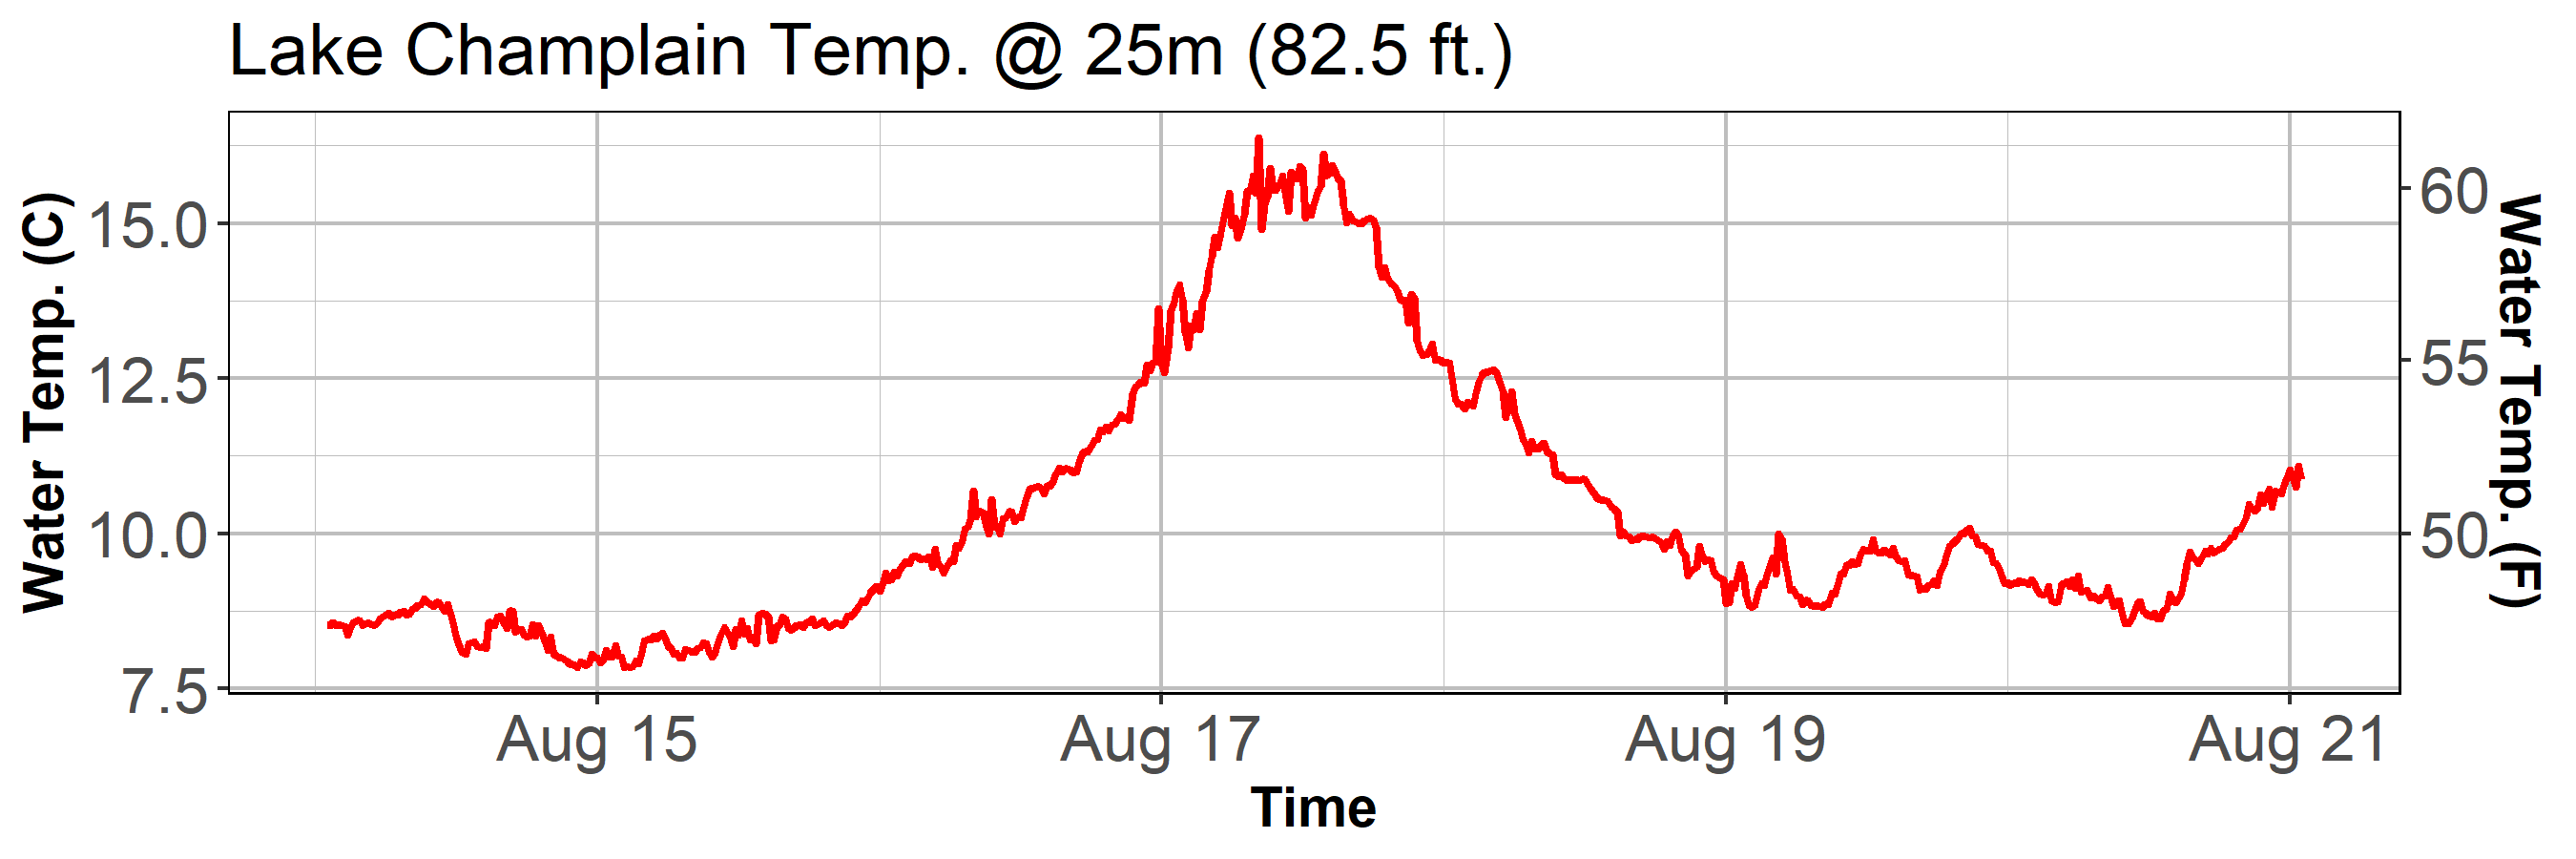 Lake Champlain Temp. @ 25m (82.5 ft.)
Water Temp. (C)
15.0
12.5
10.0
7.5
60
55
50
Water Temp. (F)
Aug 15 Aug 17 Aug 19 Aug 21
Time